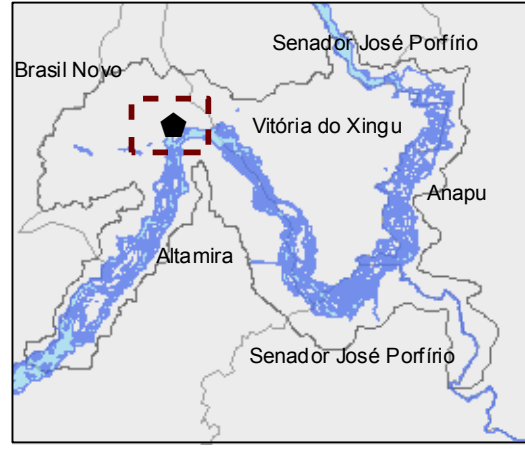 Senador José Porfírio
Brasil Novo
Vitória do Xingu
Anapu
Altamira
Senador José Porfírio